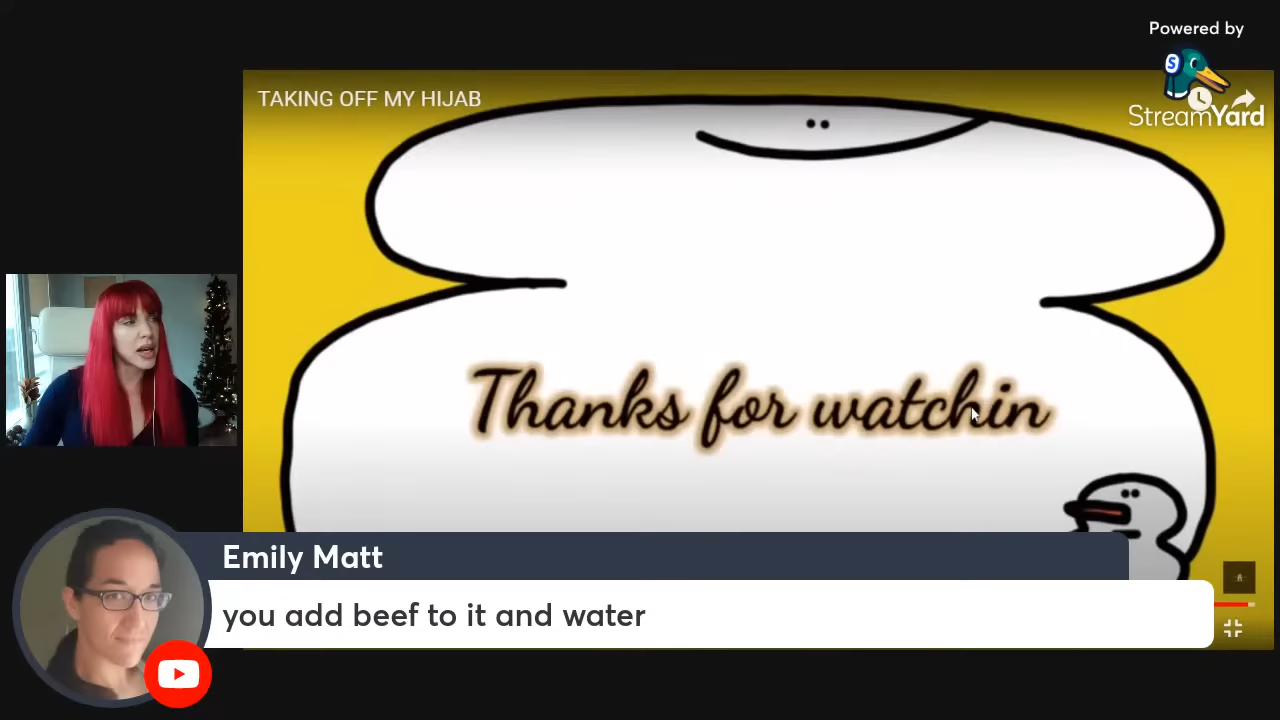 Powered by
StreamYard
TAKING OFF MY HIJAB
Thanks for watchin
Emily Matt
you add beef to it and water